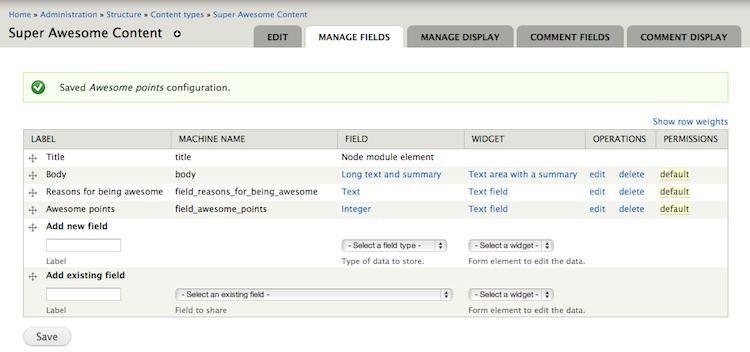 Home » Administration » Structure » Content types » Super Awesome Content
Super Awesome Content
EDIT MANAGE FIELDS MANAGE DISPLAY COMMENT FIELDS COMMENT DISPLAY
Saved Awesome points configuration.
Show row weights
LABEL MACHINE NAME FIELD WIDGET OPERATIONS PERMISSIONS
Title title Node module element
Body body Long text and summary Text area with a summary edit delete default
Reasons for being awesome field_reasons_for_being_awesome Text Text field edit delete default
Awesome points field_awesome_points Integer Text field edit delete default
Add new field
- Select a field type - - Select a widget -
Label Type of data to store. Form element to edit the data.
Add existing field
- Select an existing field - - Select a widget -
Label Field to share Form element to edit the data.
Save